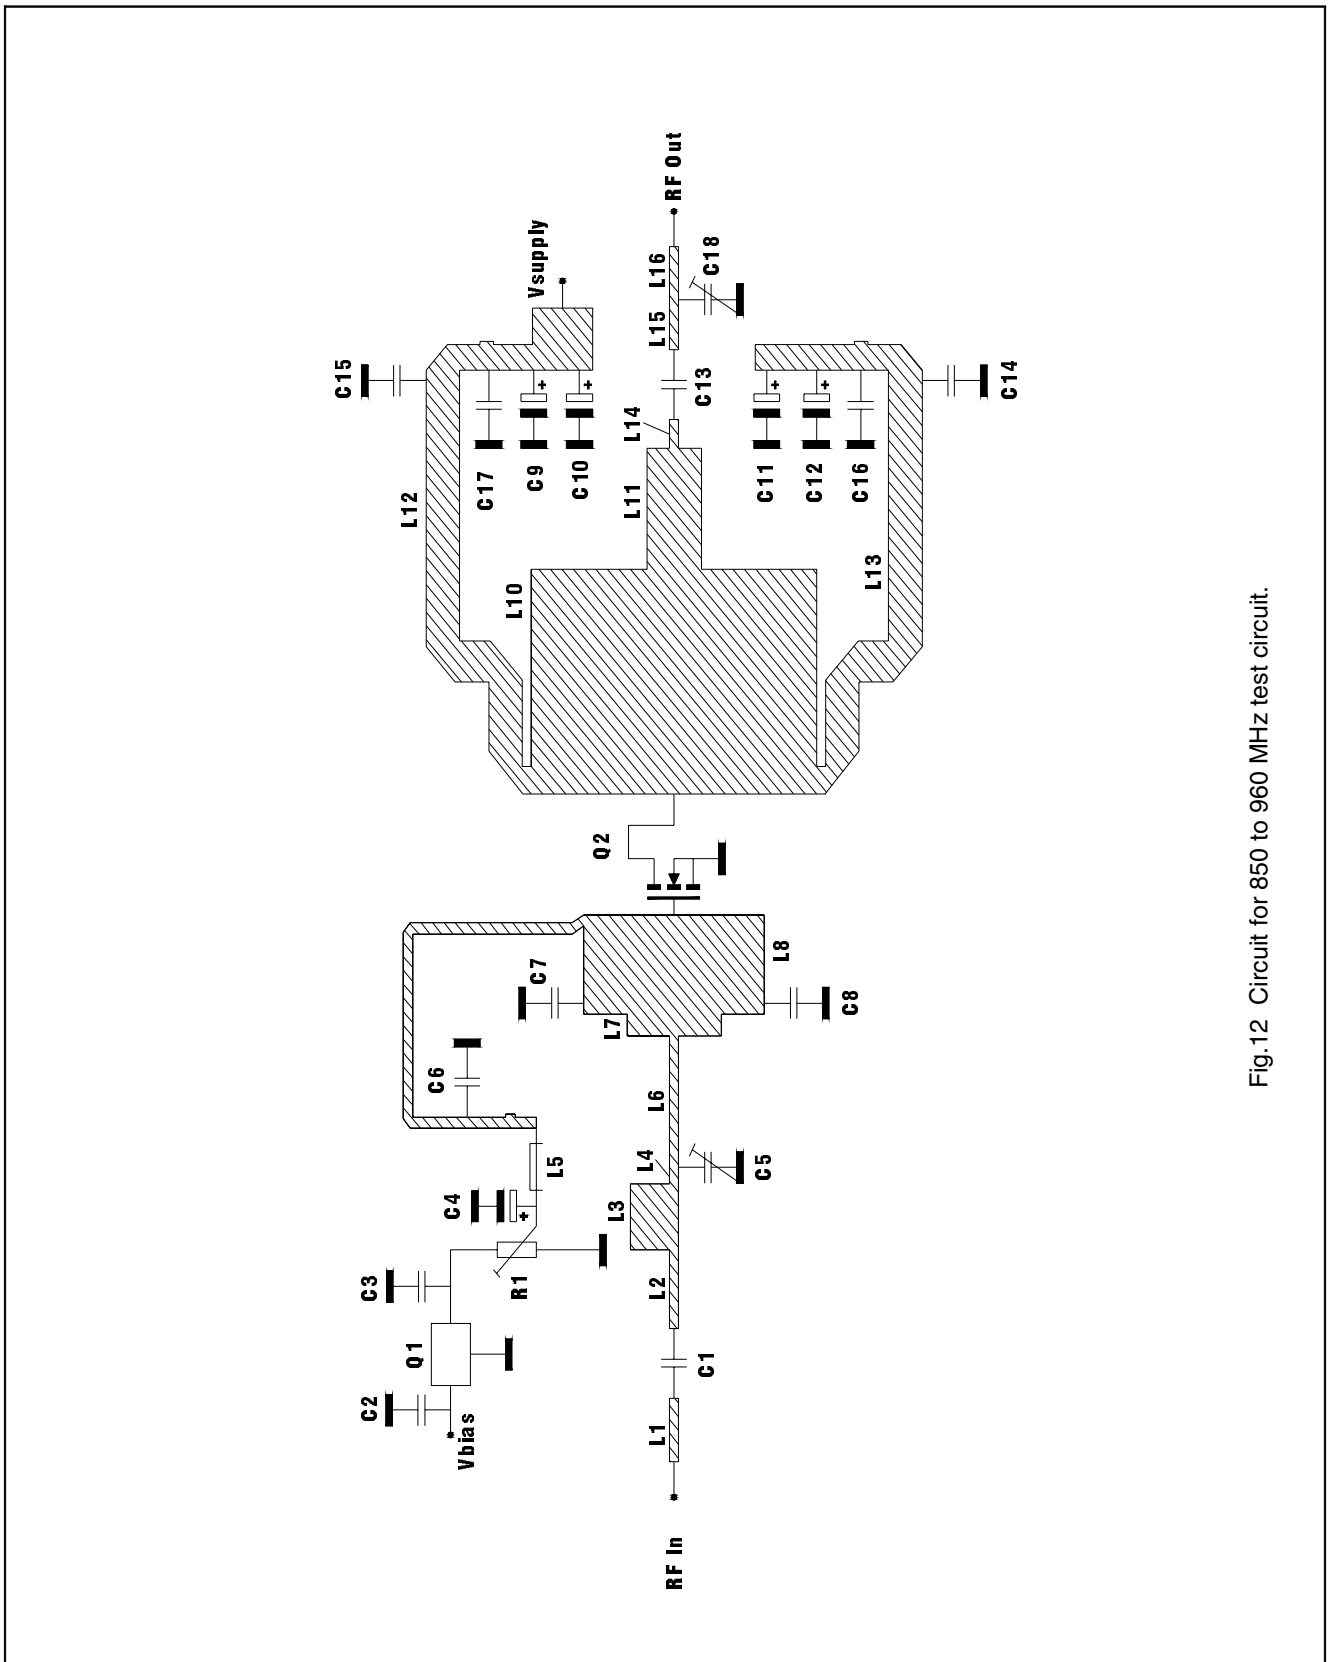 C15
Vsupply
RF Out
L16
C18
L15
C14
C13
L14
L12
C17
C9
C10
L11
C11
C12
C16
L10
L13
Q2
C7
L8
L7
C8
C6
L6
L4
C5
L5
C4
L3
R1
C3
L2
Q1
C1
C2
Vbias
L1
RF In
Fig.12 Circuit for 850 to 960 MHz test circuit.